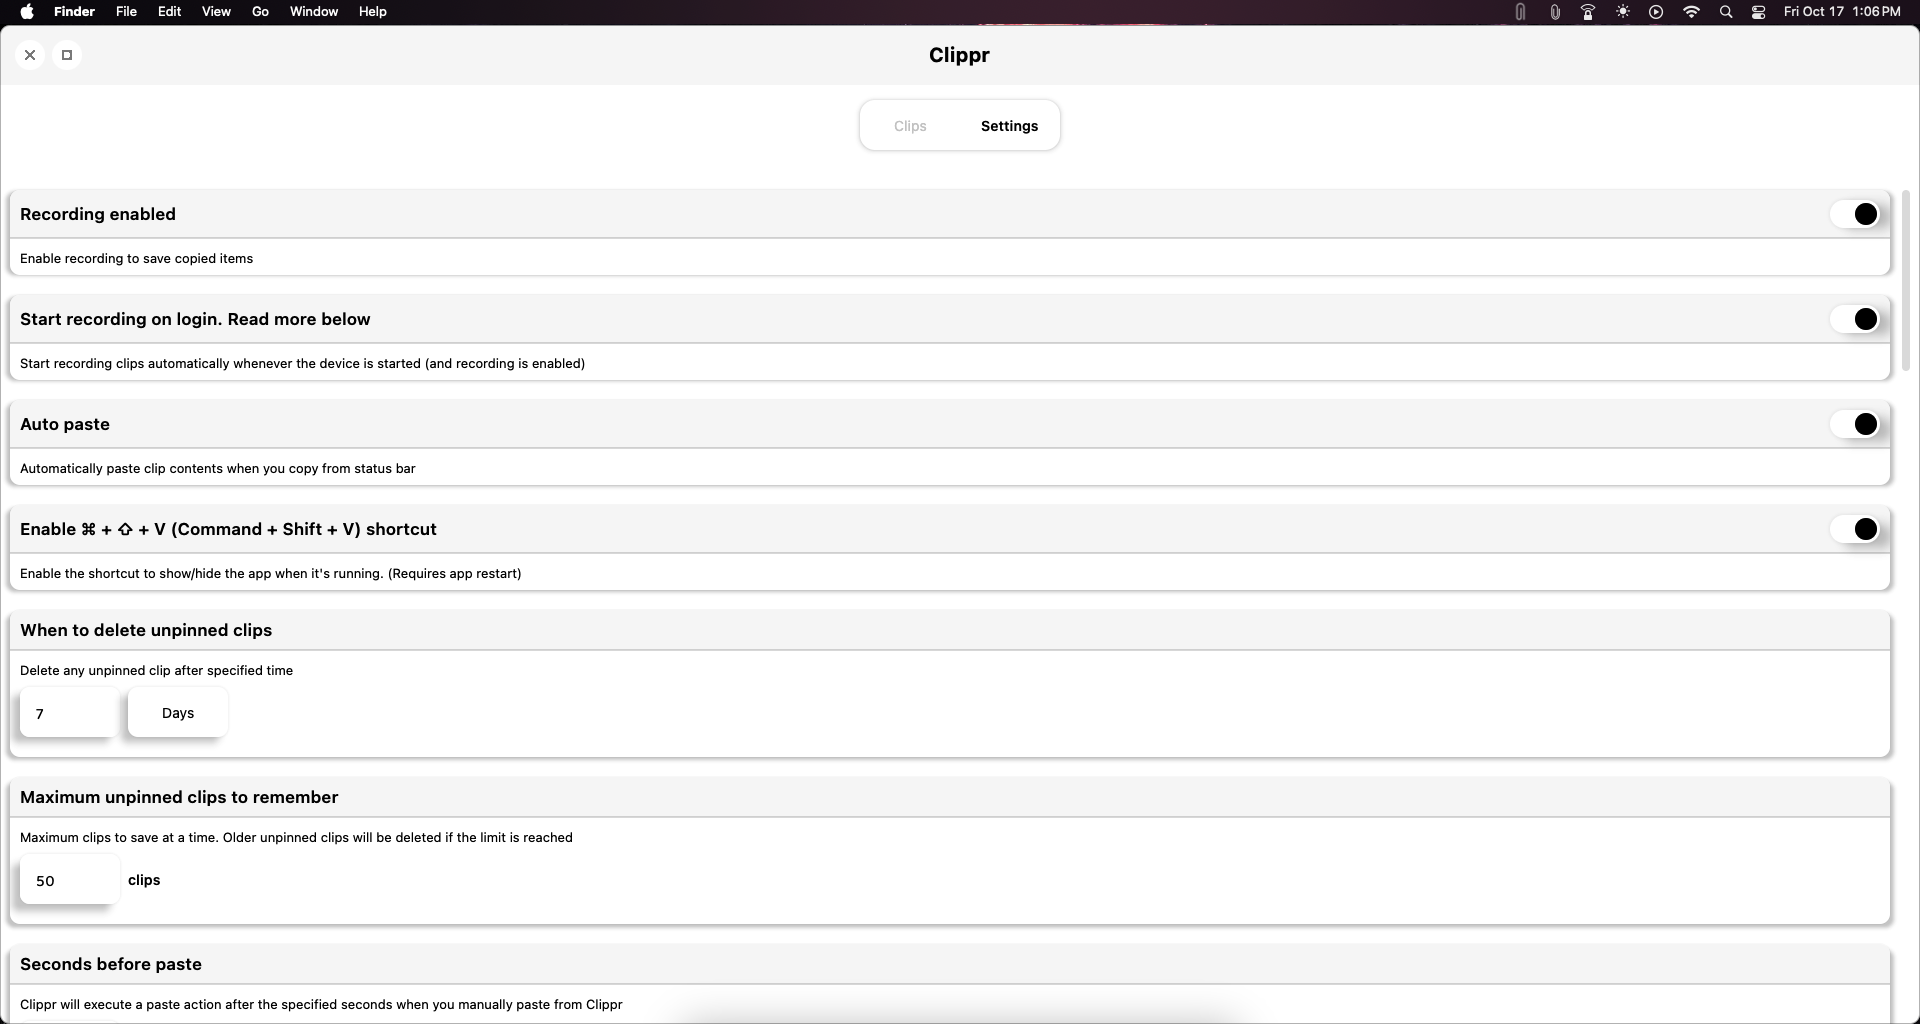 Finder File Edit View Go Window Help Fri Oct 17 1:06 PM
Clippr
Clips Settings
Recording enabled
Enable recording to save copied items
Start recording on login. Read more below
Start recording clips automatically whenever the device is started (and recording is enabled)
Auto paste
Automatically paste clip contents when you copy from status bar
Enable ⌘ + ⇧ + V (Command + Shift + V) shortcut
Enable the shortcut to show/hide the app when it's running. (Requires app restart)
When to delete unpinned clips
Delete any unpinned clip after specified time
7 Days
Maximum unpinned clips to remember
Maximum clips to save at a time. Older unpinned clips will be deleted if the limit is reached
50 clips
Seconds before paste
Clippr will execute a paste action after the specified seconds when you manually paste from Clippr